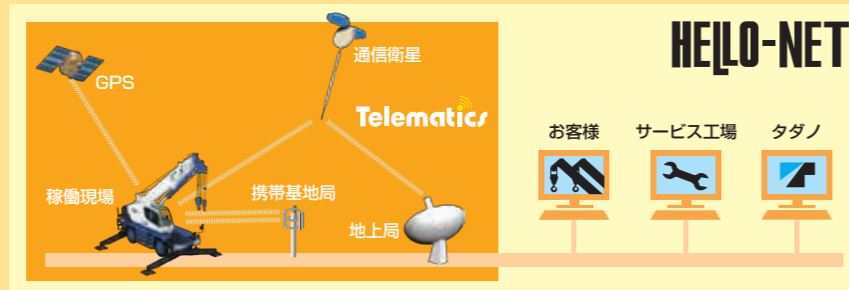 HELLO-NET
通信衛星
GPS
Telematics
お客様 サービス工場 タダノ
稼働現場
携帯基地局
地上局